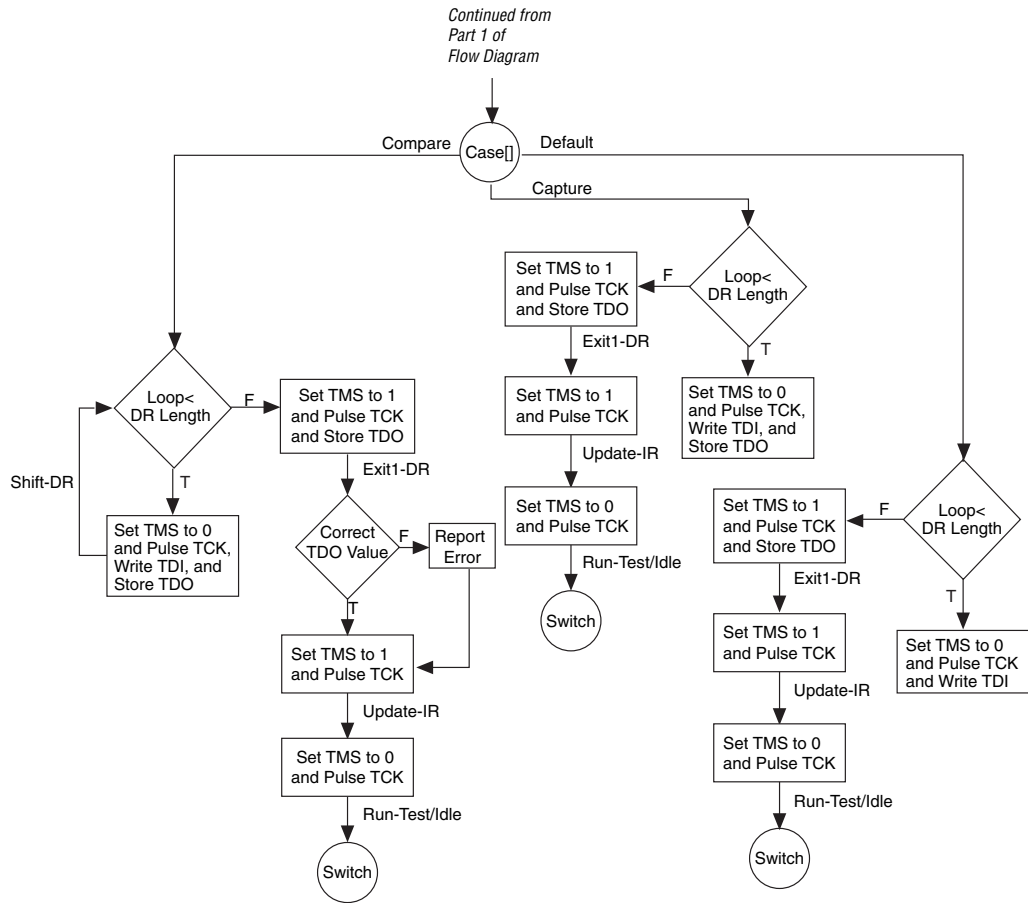 Continued from
Part 1 of
Flow Diagram
Compare
Case[]
Default
Capture
Loop<
DR Length
F
Set TMS to 1
and Pulse TCK
and Store TDO
T
Exit1-DR
Set TMS to 0
and Pulse TCK,
Write TDI, and
Store TDO
Set TMS to 1
and Pulse TCK
Update-IR
Set TMS to 0
and Pulse TCK
Run-Test/Idle
Switch
Loop<
DR Length
F
Set TMS to 1
and Pulse TCK
and Store TDO
Shift-DR
T
Exit1-DR
Set TMS to 0
and Pulse TCK,
Write TDI, and
Store TDO
Correct
TDO Value
F
Report
Error
T
Set TMS to 1
and Pulse TCK
Update-IR
Set TMS to 0
and Pulse TCK
Run-Test/Idle
Switch
Loop<
DR Length
F
Set TMS to 1
and Pulse TCK
and Store TDO
T
Exit1-DR
Set TMS to 0
and Pulse TCK
and Write TDI
Set TMS to 1
and Pulse TCK
Update-IR
Set TMS to 0
and Pulse TCK
Run-Test/Idle
Switch